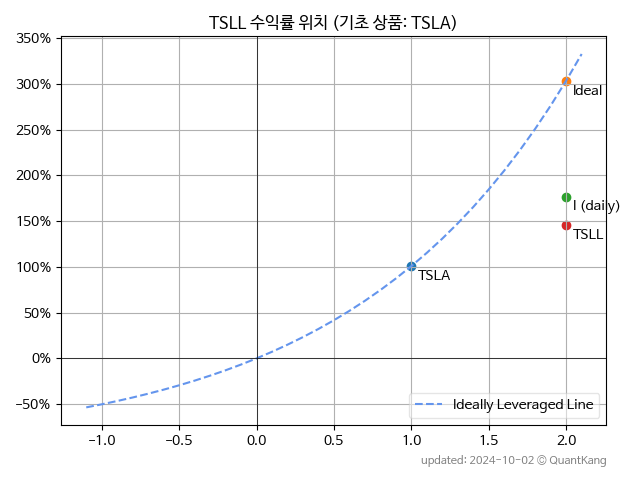 TSLL 수익률 위치 (기초 상품: TSLA)
350%
300%
250%
200%
150%
100%
50%
0%
−50%
Ideal
I (daily)
TSLL
TSLA
Ideally Leveraged Line
−1.0 −0.5 0.0 0.5 1.0 1.5 2.0
updated: 2024-10-02 © QuantKang